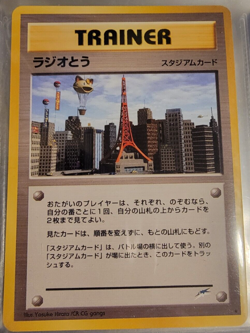 TRAINER
ラジオとう
スタジアムカード
おたがいのプレイヤーは、それぞれ、のぞむなら、
自分の番ごとに1回、自分の山札の上からカードを
2枚まで見てよい。
見たカードは、順番を変えずに、もとの山札にもどす。
「スタジアムカード」は、バトル場の横に出して使う。別の
「スタジアムカード」が場に出たとき、このカードをト
ラッシュする。